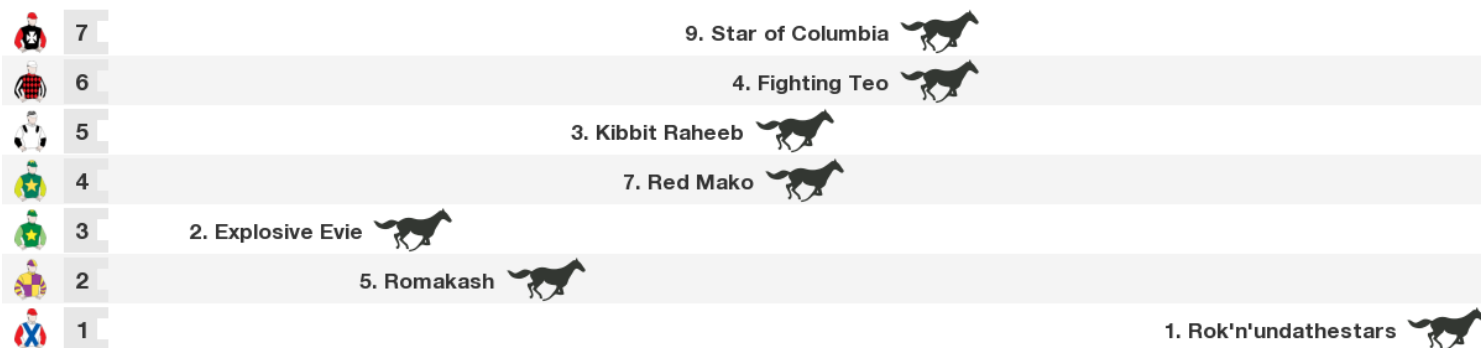 7 9. Star of Columbia
6 4. Fighting Teo
5 3. Kibbit Raheeb
4 7. Red Mako
3 2. Explosive Evie
2 5. Romakash
1 1. Rok'n'undathestars